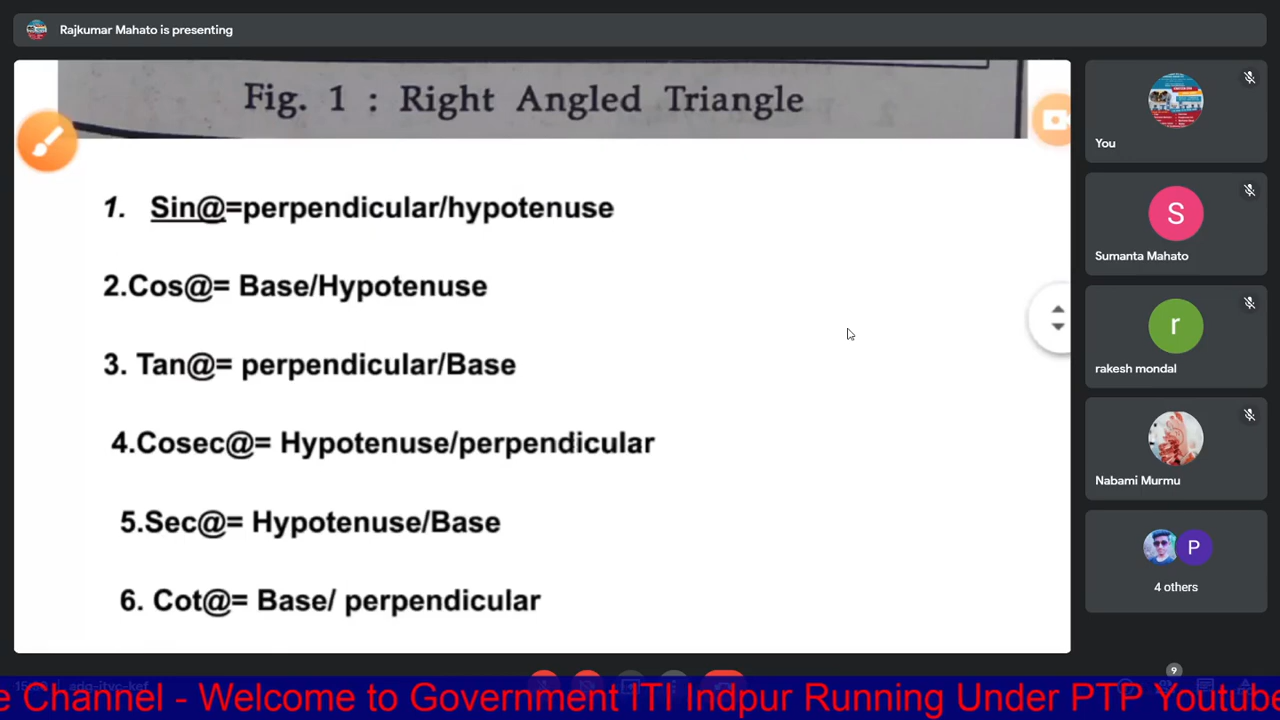 Rajkumar Mahato is presenting
Fig. 1 : Right Angled Triangle
1. Sin@=perpendicular/hypotenuse
2.Cos@= Base/Hypotenuse
3. Tan@= perpendicular/Base
4.Cosec@= Hypotenuse/perpendicular
5.Sec@= Hypotenuse/Base
6. Cot@= Base/ perpendicular
You
S
Sumanta Mahato
r
rakesh mondal
Nabami Murmu
P
4 others
9
e Channel - Welcome to Government ITI Indpur Running Under PTP Youtube